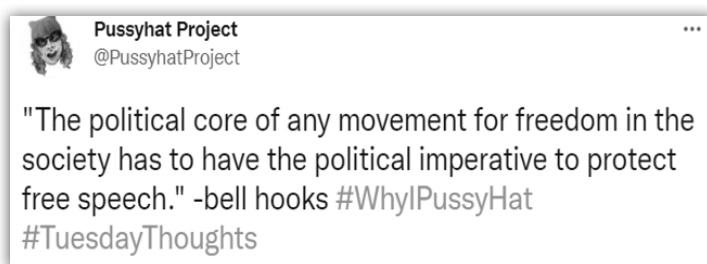 Pussyhat Project
@PussyhatProject
"The political core of any movement for freedom in the
society has to have the political imperative to protect
free speech." -bell hooks #WhyIPussyHat
#TuesdayThoughts